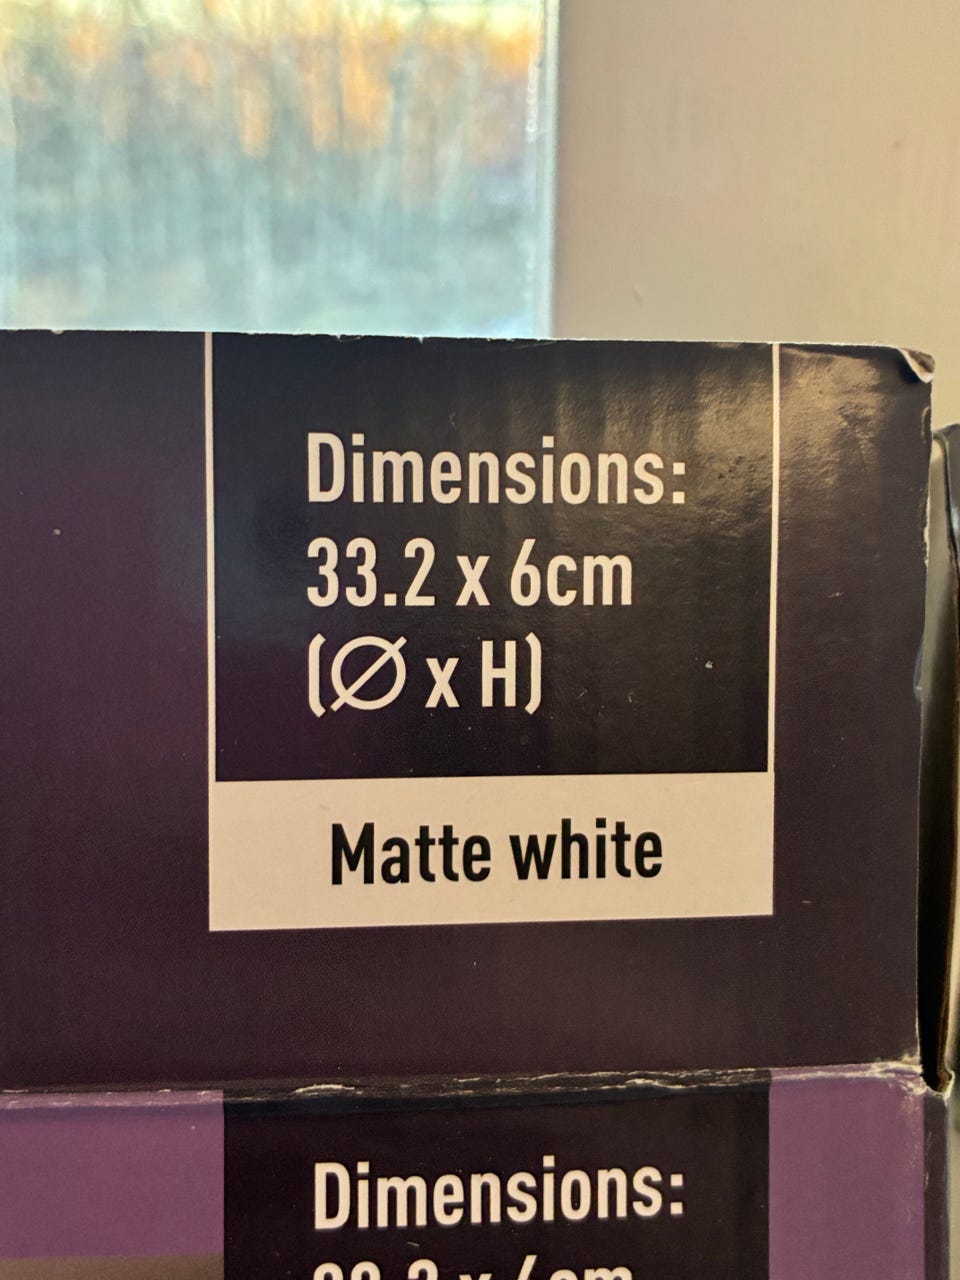 Dimensions:
33.2 x 6cm
(Ø x H)
Matte white
Dimensions: